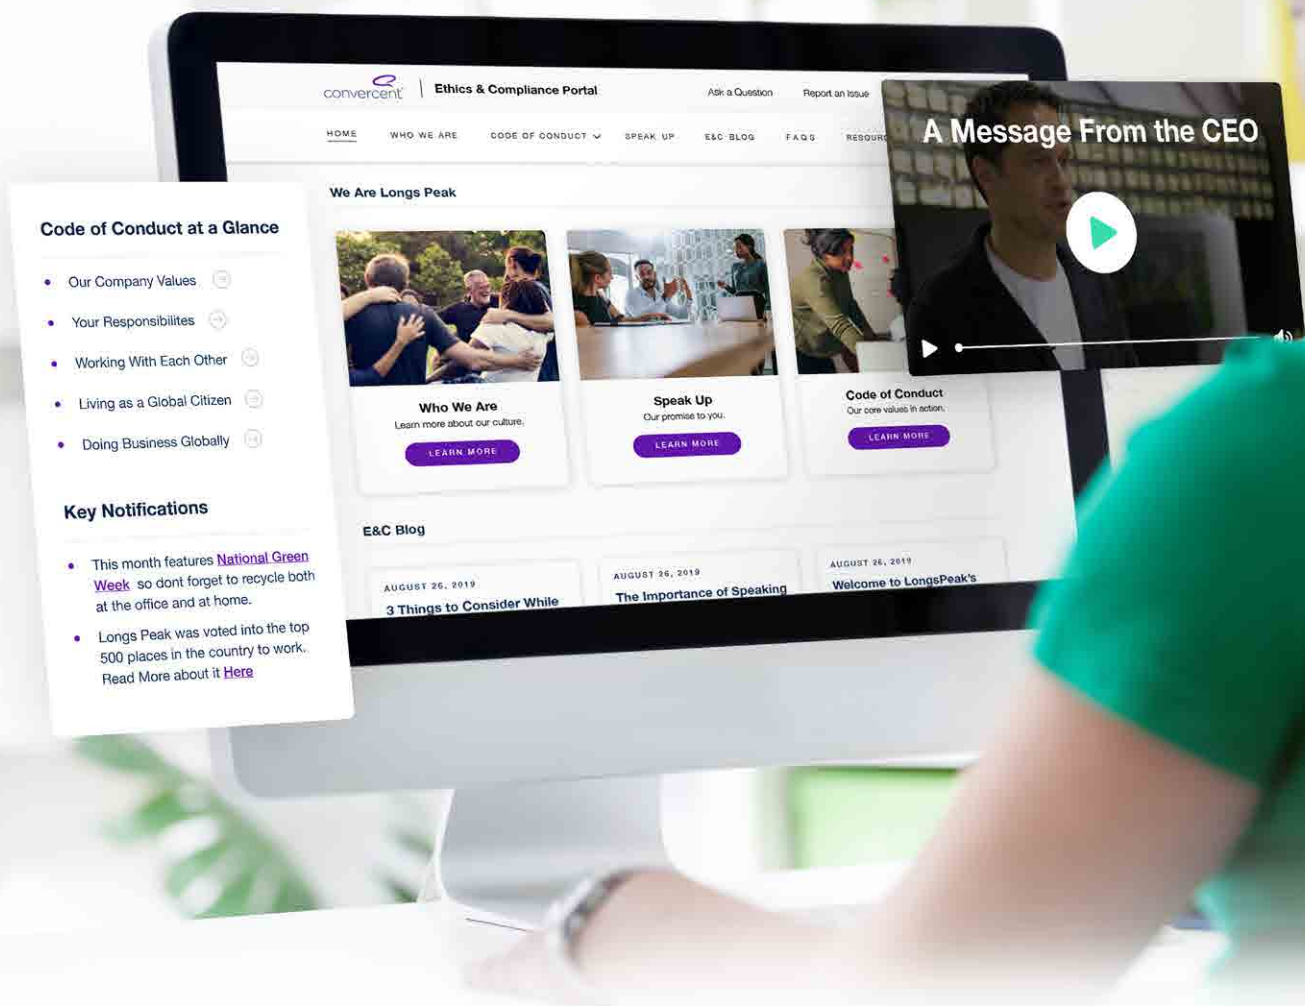 convercent
Ethics & Compliance Portal
Ask a Question
Report an Issue
HOME
WHO WE ARE
CODE OF CONDUCT
SPEAK UP
E&C BLOG
FAQS
We Are Longs Peak
A Message From the CEO
Code of Conduct at a Glance
Our Company Values
Your Responsibilites
Working With Each Other
Living as a Global Citizen
Doing Business Globally
Key Notifications
This month features National Green
Week so dont forget to recycle both
at the office and at home.
Longs Peak was voted into the top
500 places in the country to work.
Read More about it Here
Who We Are
Learn more about our culture.
LEARN MORE
Speak Up
Our promise to you.
LEARN MORE
Code of Conduct
Our core values in action.
LEARN MORE
E&C Blog
AUGUST 26, 2019
3 Things to Consider While
AUGUST 26, 2019
The Importance of Speaking
AUGUST 26, 2019
Welcome to LongsPeak's